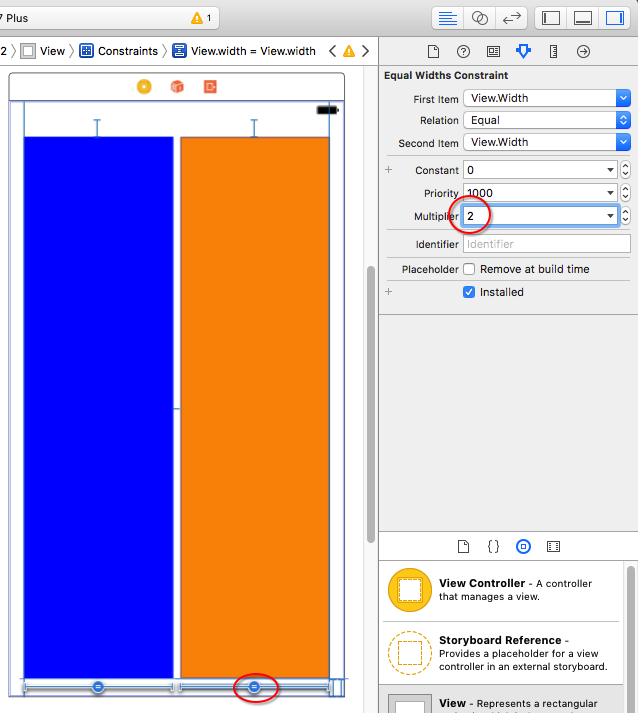 7 Plus
1
2 〉 View 〉 Constraints 〉 View.width = View.width
Equal Widths Constraint
First Item View.Width
Relation Equal
Second Item View.Width
+ Constant 0
Priority 1000
Multiplier 2
Identifier Identifier
Placeholder Remove at build time
+ Installed
{}
View Controller - A controller
that manages a view.
Storyboard Reference -
Provides a placeholder for a view
controller in an external storyboard.
View - Represents a rectangular